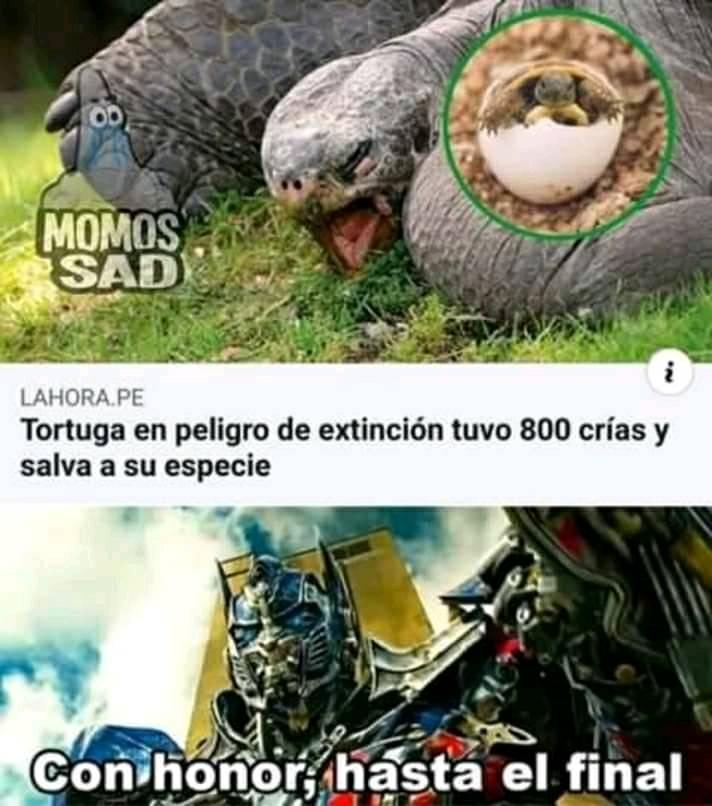 MOMOS
SAD
i
LAHORA.PE
Tortuga en peligro de extinción tuvo 800 crías y
salva a su especie
Con honor, hasta el final